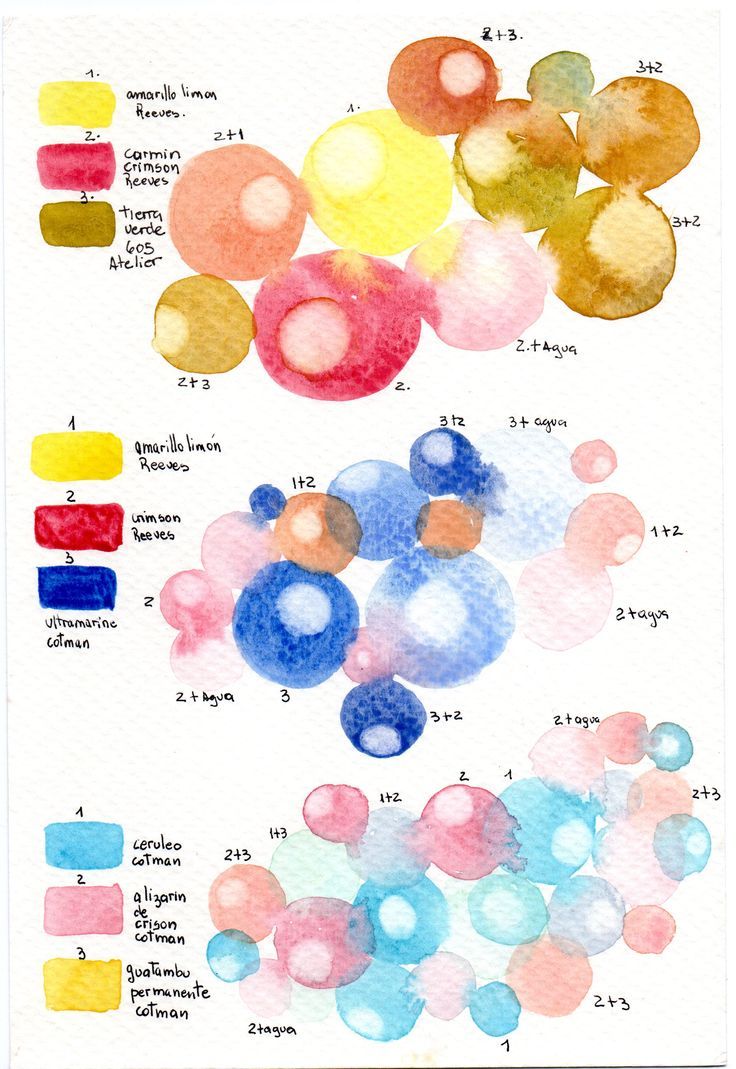 1.
amarillo limon
Reeves.
2.
carmin
crimson
Reeves
3.
tierra
verde
605
Atelier
2+1
1.
2+3.
3+2
3+2
2.+Agua
2.
2+3
1
amarillo limón
Reeves
2
crimson
Reeves
3
ultramarine
cotman
3+2
3+ agua
1+2
1+2
2
2+agua
2+Agua
3
3+2
1
ceruleo
cotman
2
alizarin
de
crison
cotman
3
guatambu
permanente
cotman
2+agua
1
2
1+2
2+3
1+3
2+3
2+3
2+agua
1